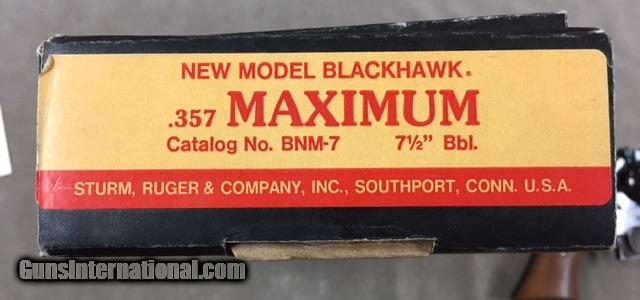 NEW MODEL BLACKHAWK®
.357 MAXIMUM
Catalog No. BNM-7 7½" Bbl.
STURM, RUGER & COMPANY, INC., SOUTHPORT, CONN. U.S.A.
GunsInternational.com